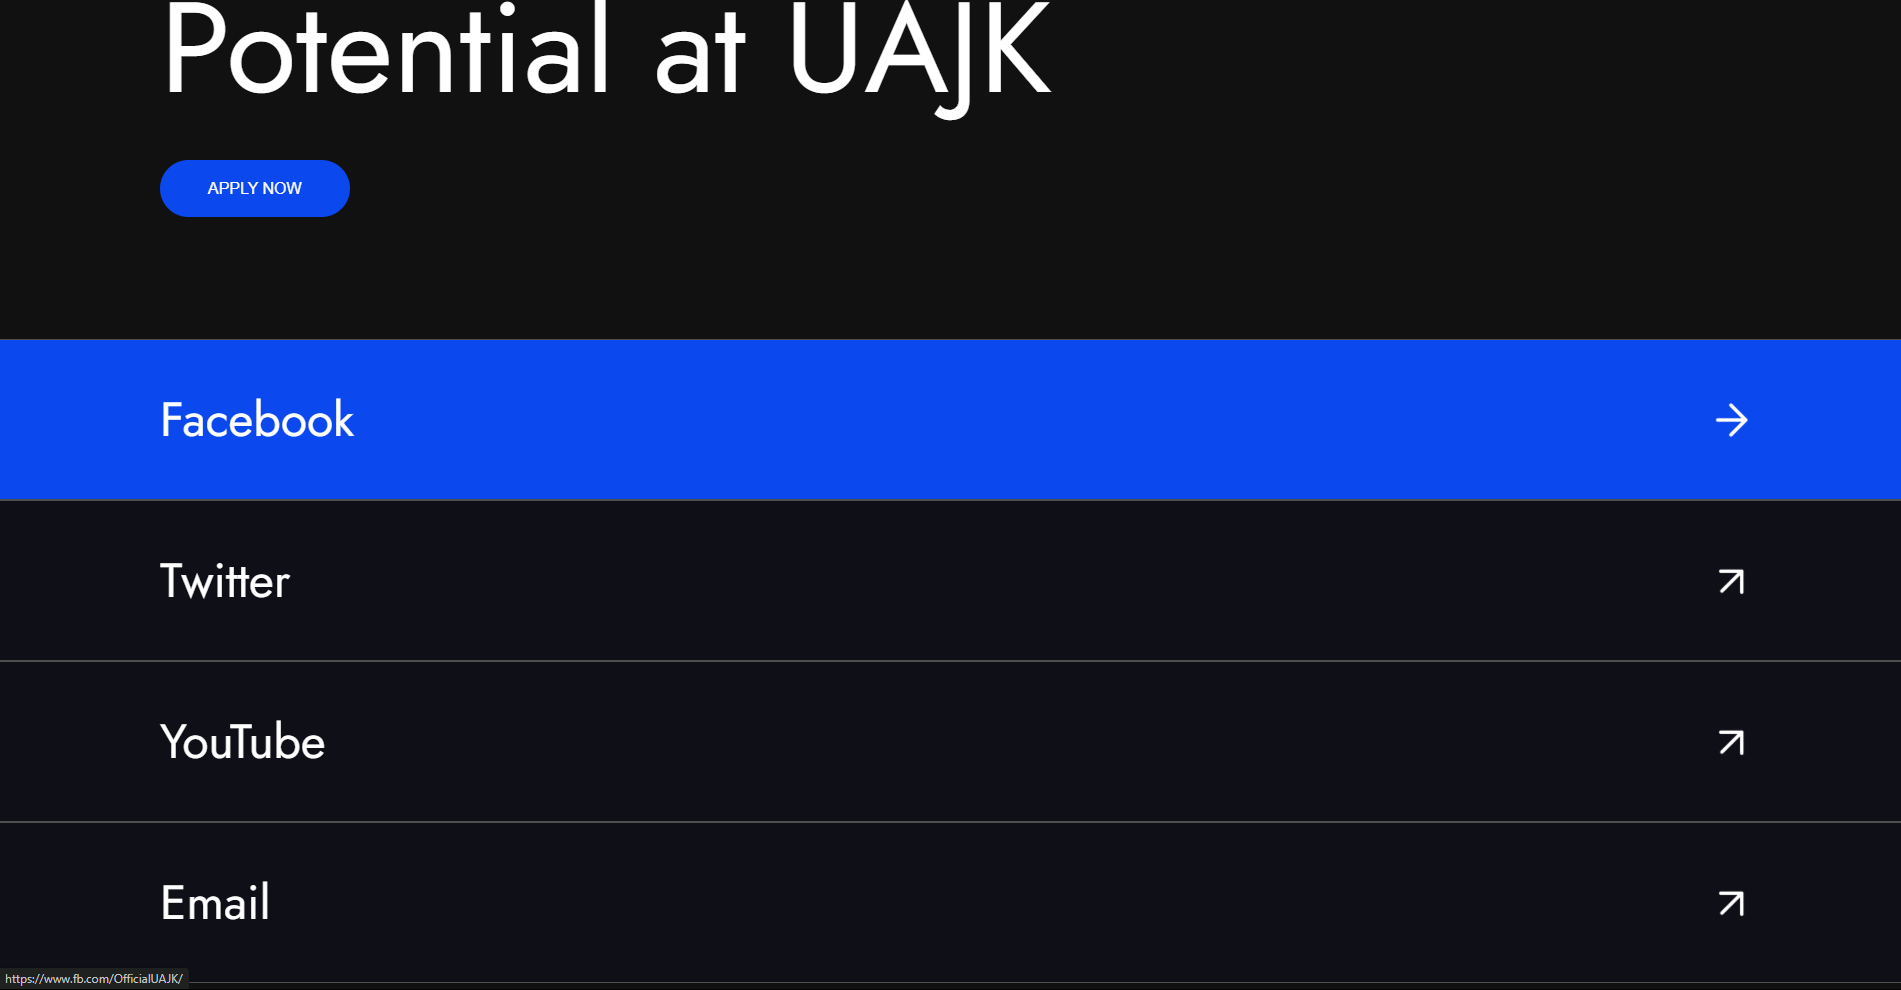 Potential at UAJK
APPLY NOW
Facebook
Twitter
YouTube
Email
https://www.fb.com/OfficialUAJK/